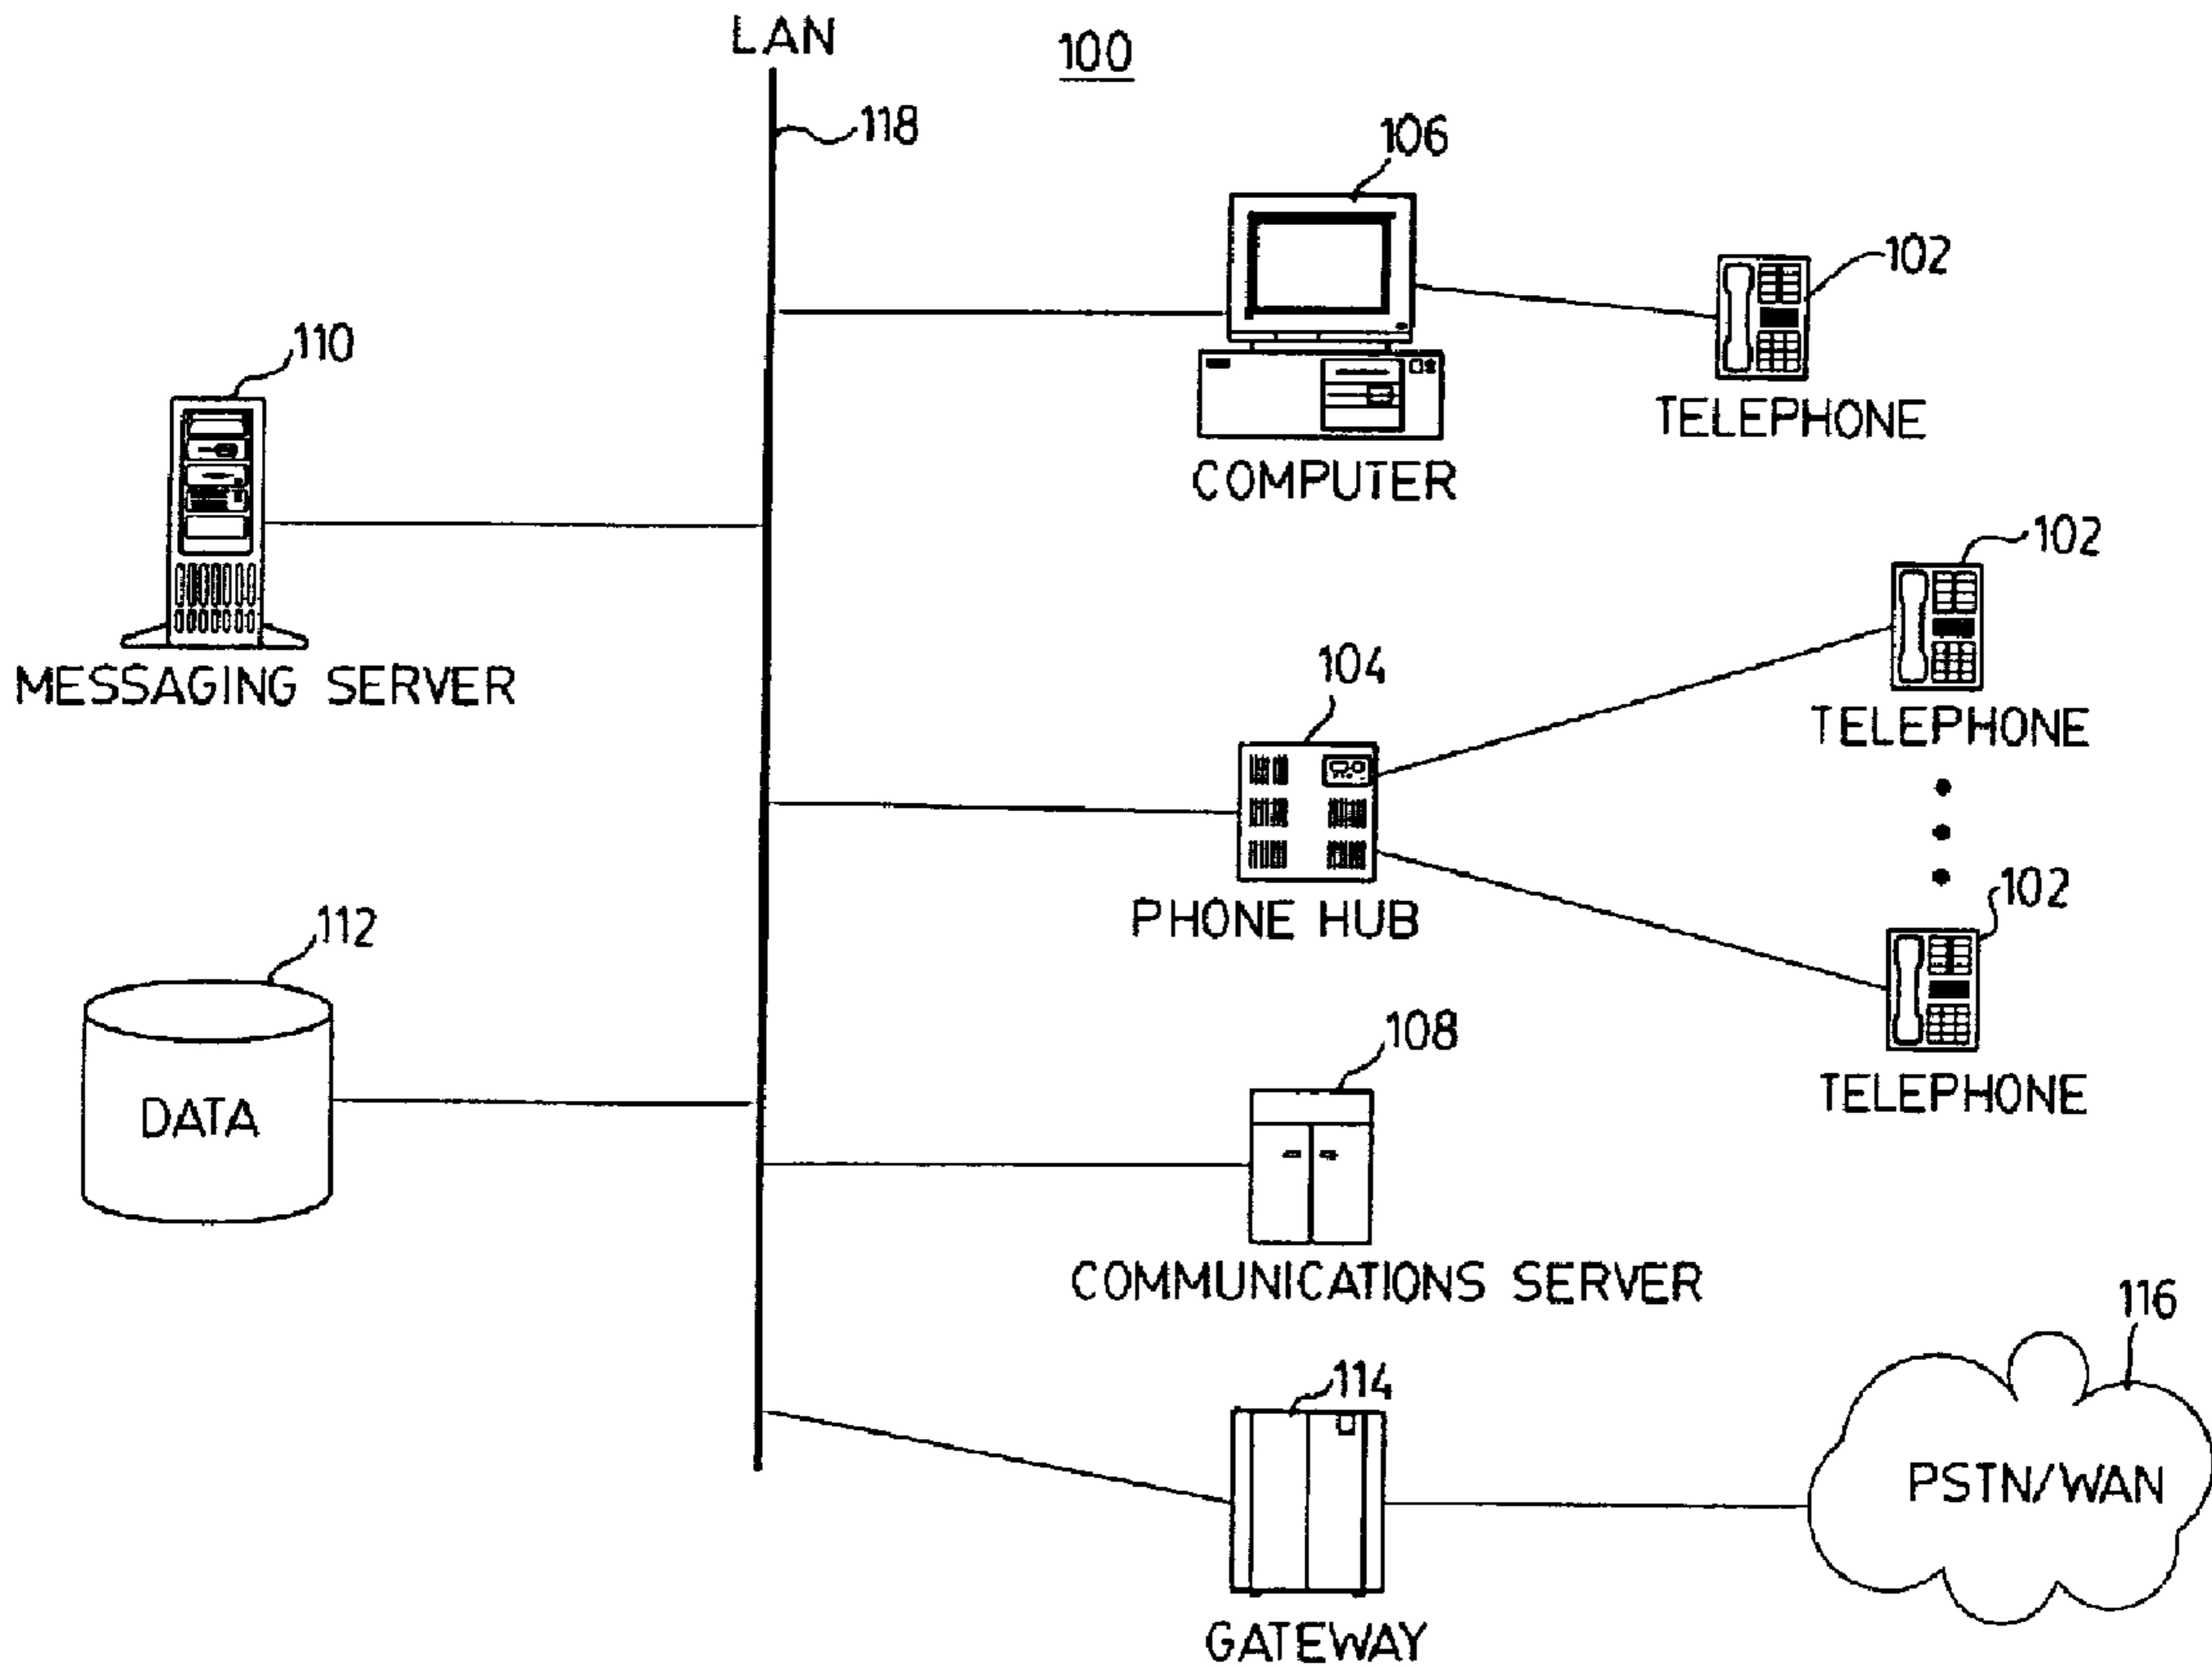 LAN
100
118
106
102
110
TELEPHONE
COMPUTER
102
104
MESSAGING SERVER
TELEPHONE
102
112
PHONE HUB
108
TELEPHONE
DATA
COMMUNICATIONS SERVER
116
114
PSTN/WAN
GATEWAY